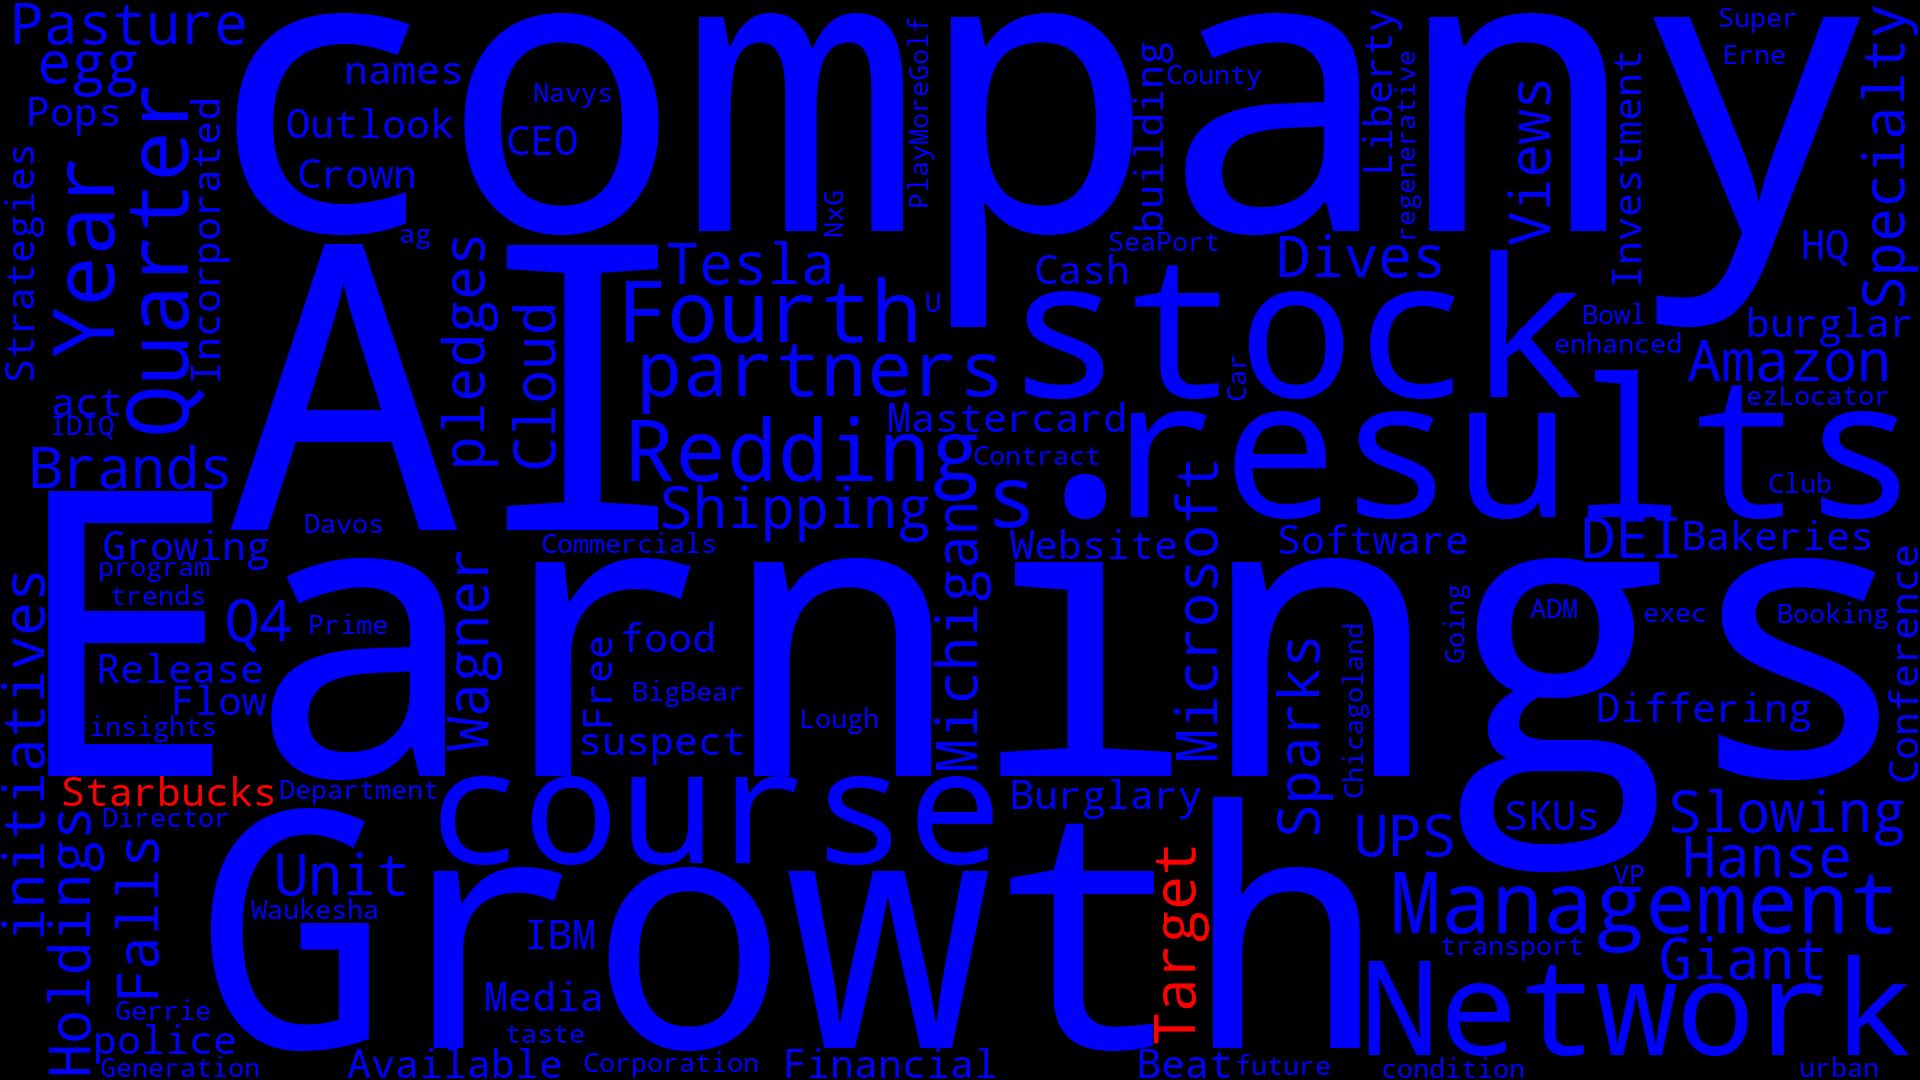 Pasture
company
egg
names
Navys
Pops
Outlook
CEO
Crown
PlayMoreGolf
building
County
Liberty
regenerative
Views
Investment
Super
Erne
Specialty
Strategies
Year
Quarter
Incorporated
ag
NxG
SeaPort
HQ
AI
pledges
Cloud
Tesla
Fourth
U
Cash
stock
Dives
Bowl
burglar
enhanced
Amazon
partners
Car
ezLocator
act
IDIQ
Mastercard
results
Brands
Redding
Contract
Club
Shipping
s.
Davos
Commercials
Michigan
Website
Microsoft
Software
DEI
Bakeries
Earnings
Growing
program
trends
Q4
Prime
Wagner
Free
food
Going
ADM
exec
Booking
Conference
initiatives
Release
Flow
insights
BigBear
Lough
suspect
Sparks
Chicagoland
Differing
Starbucks
Department
course
Burglary
Director
Holdings
Falls
Unit
Waukesha
Growth
Target
UPS
SKUs
Slowing
Hanse
VP
Management
IBM
transport
Giant
Network
Media
Gerrie
taste
police
Generation
Available
Corporation
Financial
Beat
future
condition
urban